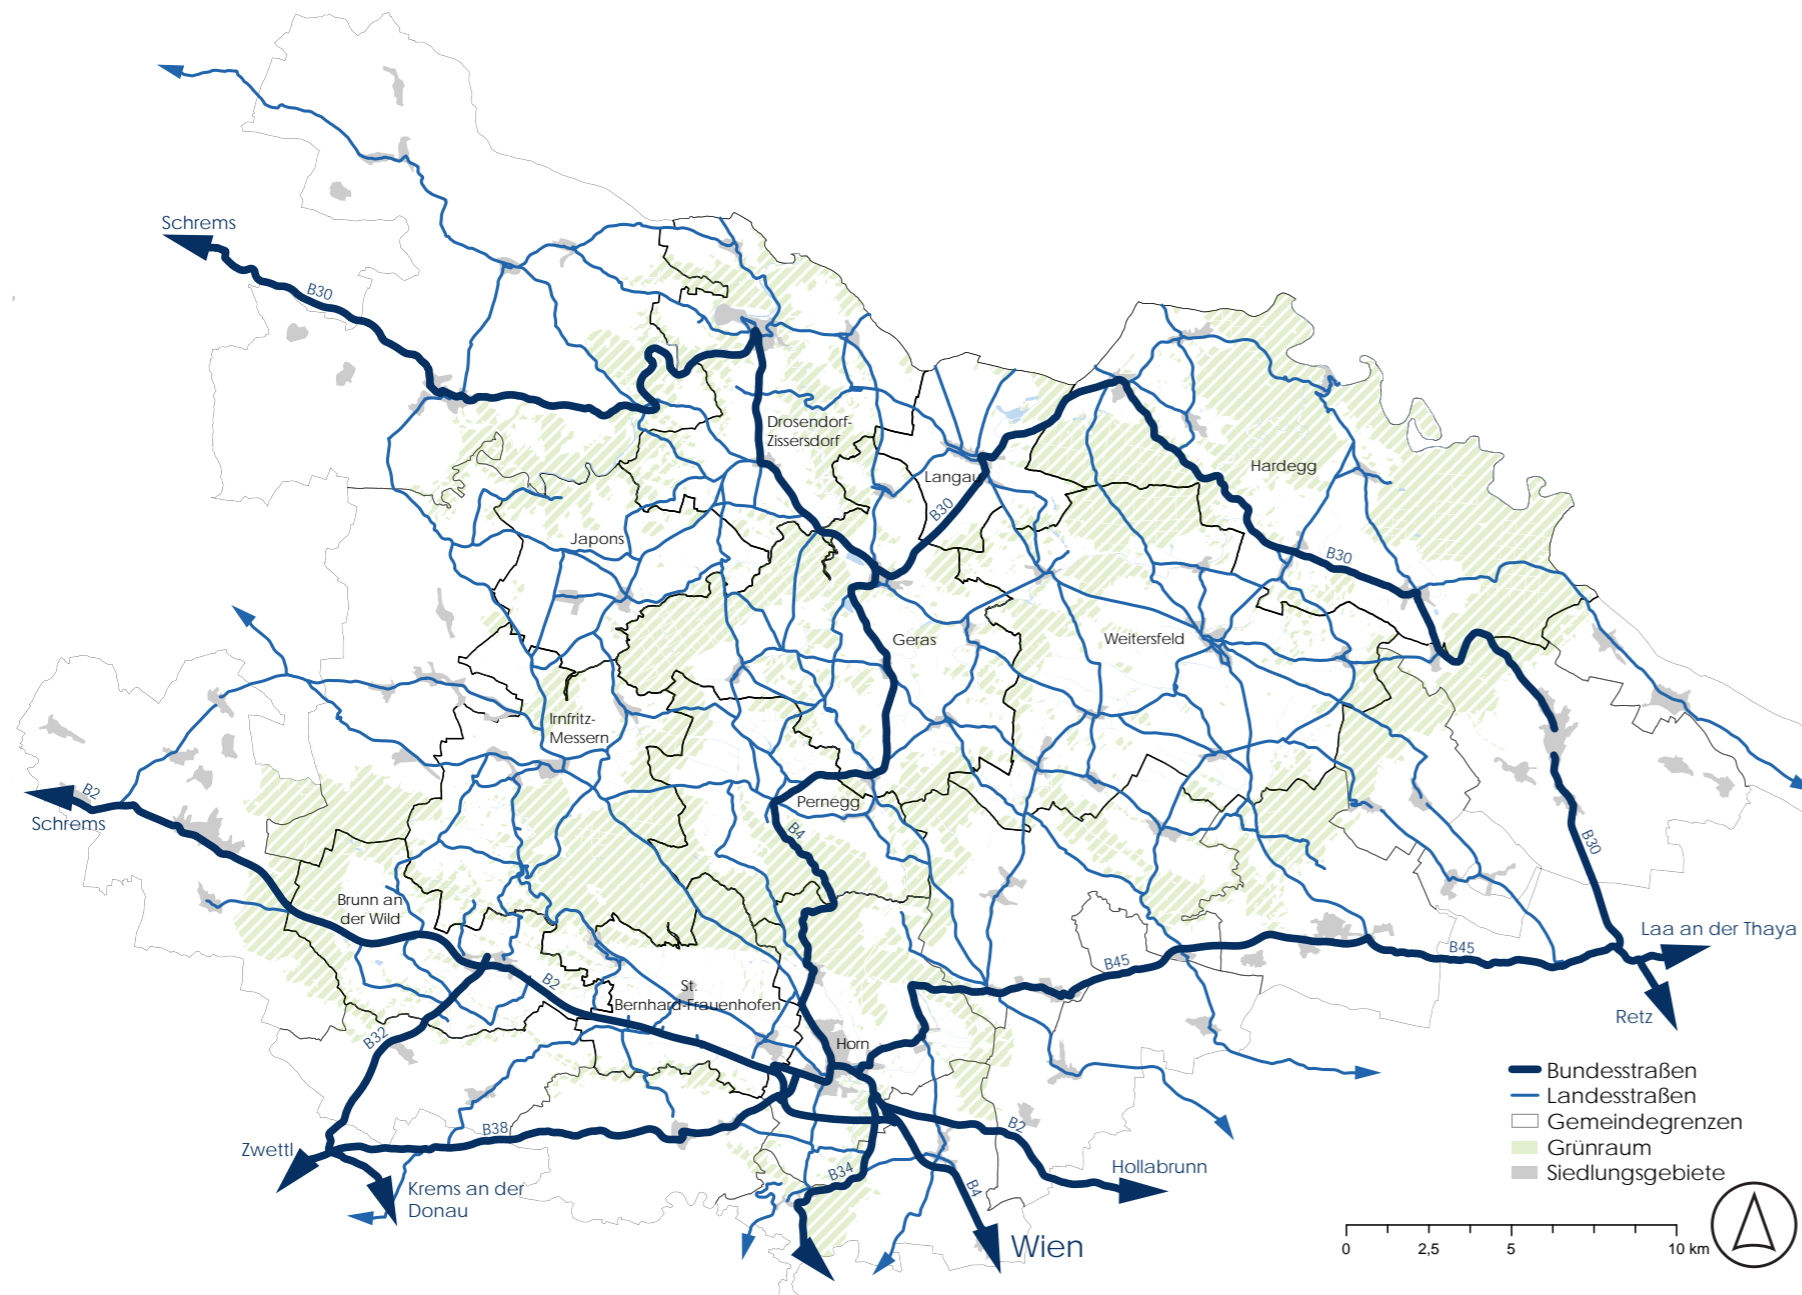 Schrems
B30
Drosendorf-
Zissersdorf
Langau
B30
Hardegg
B30
Japons
Geras
Weitersfeld
Irnfritz-
Messern
B2
Schrems
Pernegg
B4
B30
Brunn an
der Wild
Laa an der Thaya
B45
B45
B2
St.
Bernhard-Frauenhofen
Retz
B32
Horn
Bundesstraßen
Landesstraßen
Gemeindegrenzen
Grünraum
Siedlungsgebiete
B38
B2
Zwettl
B34
B4
Hollabrunn
Krems an der
Donau
Wien
0 2,5 5 10 km